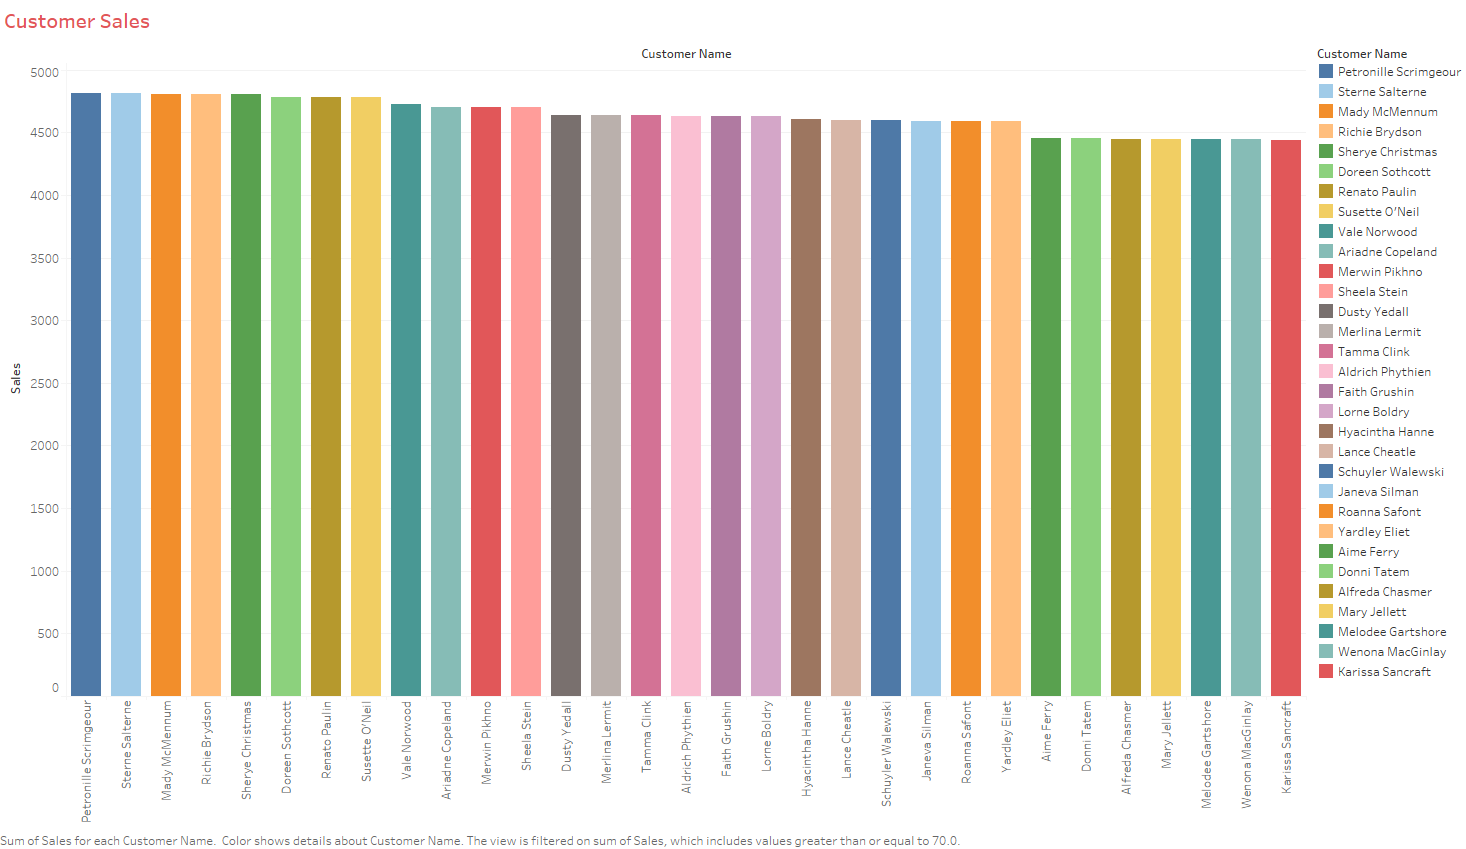 Customer Sales
Customer Name
Customer Name
5000
4500
4000
3500
3000
2500
2000
1500
1000
500
0
Sales
Petronille Scrimgeour
Sterne Salterne
Mady McMennum
Richie Brydson
Sherye Christmas
Doreen Sothcott
Renato Paulin
Susette O'Neil
Vale Norwood
Ariadne Copeland
Merwin Pikhno
Sheela Stein
Dusty Yedall
Merlina Lermit
Tamma Clink
Aldrich Phythien
Faith Grushin
Lorne Boldry
Hyacintha Hanne
Lance Cheatle
Schuyler Walewski
Janeva Silman
Roanna Safont
Yardley Eliet
Aime Ferry
Donni Tatem
Alfreda Chasmer
Mary Jellett
Melodee Gartshore
Wenona MacGinlay
Karissa Sancraft
Petronille Scrimgeour
Sterne Salterne
Mady McMennum
Richie Brydson
Sherye Christmas
Doreen Sothcott
Renato Paulin
Susette O'Neil
Vale Norwood
Ariadne Copeland
Merwin Pikhno
Sheela Stein
Dusty Yedall
Merlina Lermit
Tamma Clink
Aldrich Phythien
Faith Grushin
Lorne Boldry
Hyacintha Hanne
Lance Cheatle
Schuyler Walewski
Janeva Silman
Roanna Safont
Yardley Eliet
Aime Ferry
Donni Tatem
Alfreda Chasmer
Mary Jellett
Melodee Gartshore
Wenona MacGinlay
Karissa Sancraft
Sum of Sales for each Customer Name.  Color shows details about Customer Name. The view is filtered on sum of Sales, which includes values greater than or equal to 70.0.